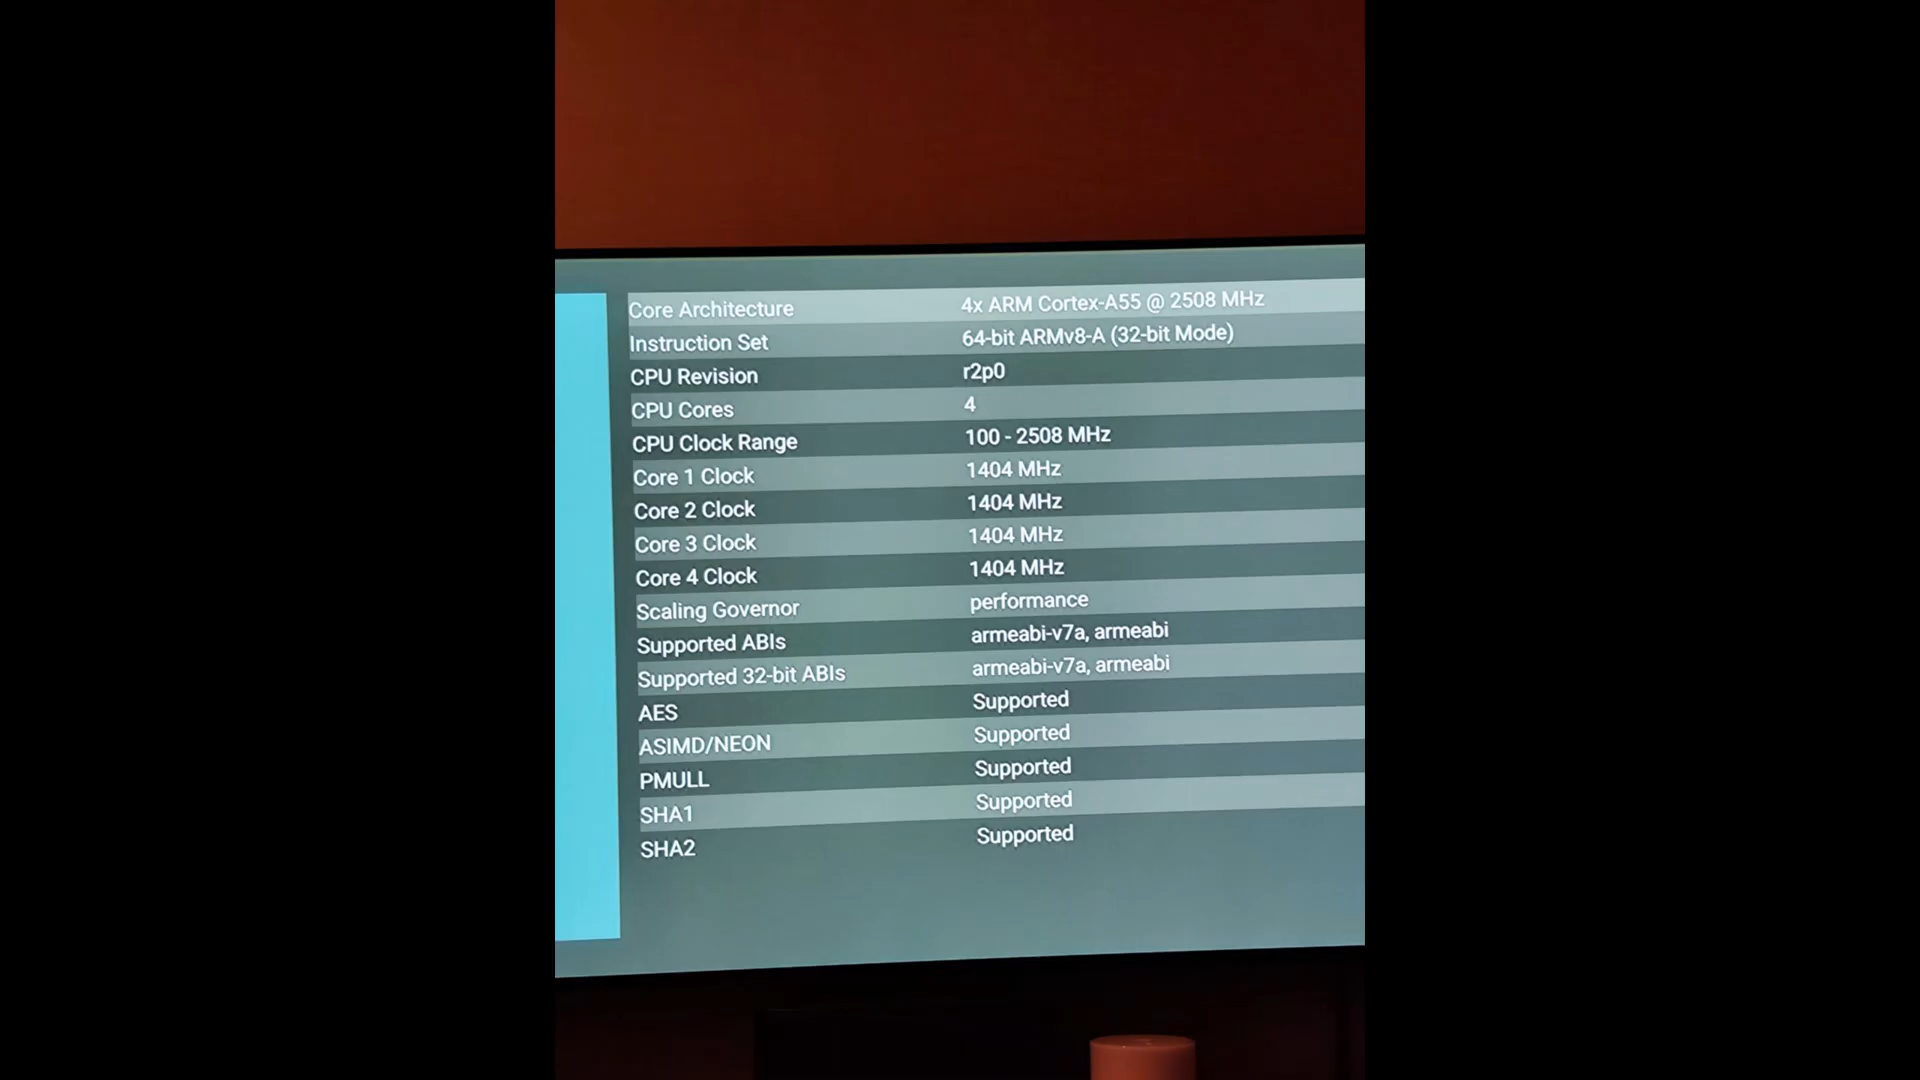 Core Architecture 4x ARM Cortex-A55 @ 2508 MHz
Instruction Set 64-bit ARMv8-A (32-bit Mode)
CPU Revision r2p0
CPU Cores 4
CPU Clock Range 100 - 2508 MHz
Core 1 Clock 1404 MHz
Core 2 Clock 1404 MHz
Core 3 Clock 1404 MHz
Core 4 Clock 1404 MHz
Scaling Governor performance
Supported ABIs armeabi-v7a, armeabi
Supported 32-bit ABIs armeabi-v7a, armeabi
AES Supported
ASIMD/NEON Supported
PMULL Supported
SHA1 Supported
SHA2 Supported